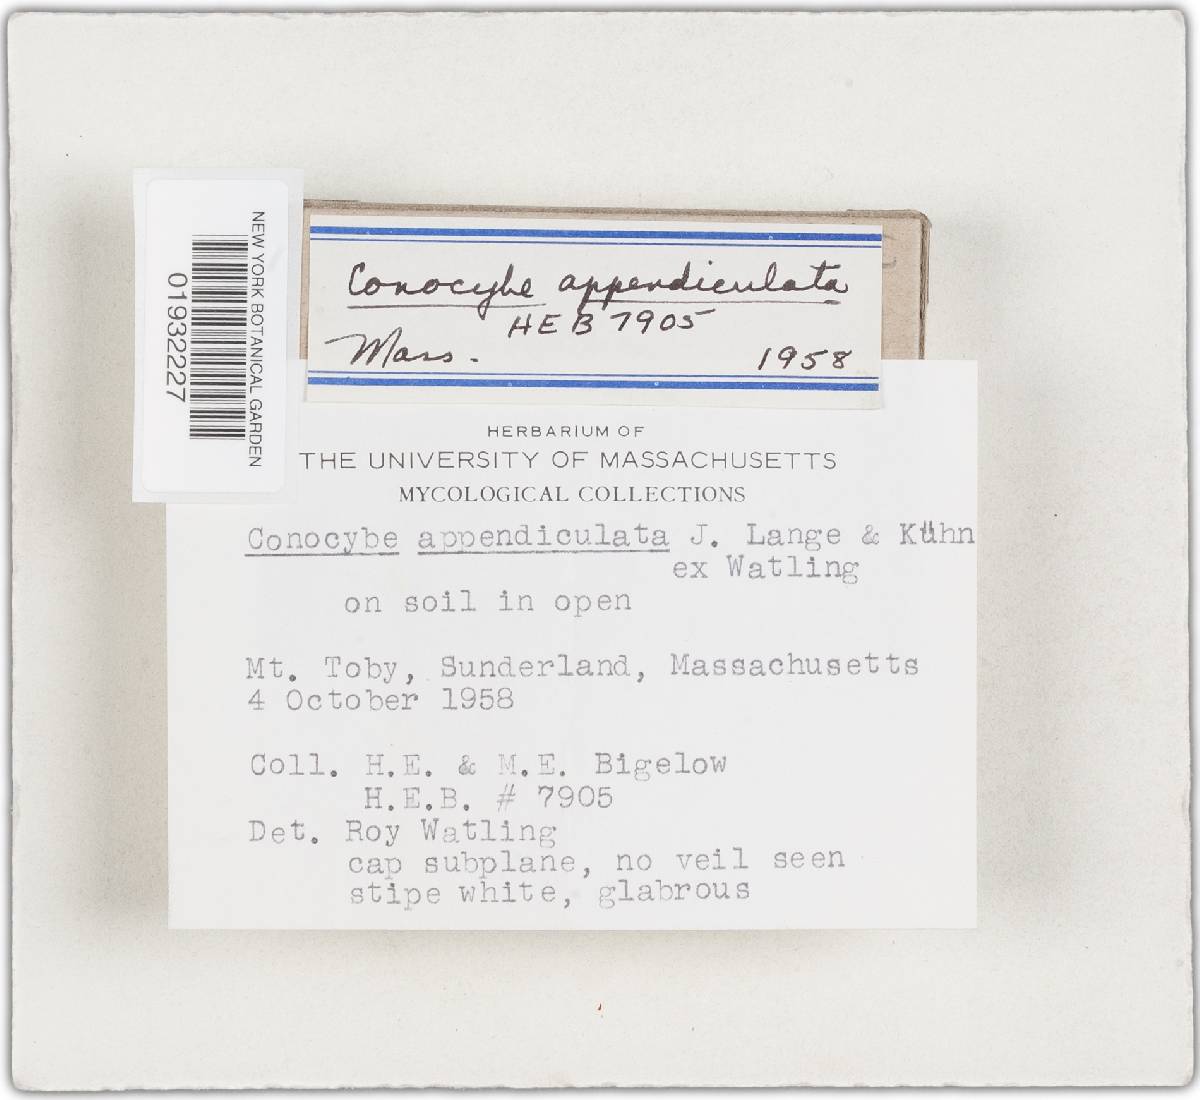 NEW YORK BOTANICAL GARDEN
01932227
Conocybe appendiculata
HEB 7905
Mass. 1958
HERBARIUM OF
THE UNIVERSITY OF MASSACHUSETTS
MYCOLOGICAL COLLECTIONS
Conocybe appendiculata J. Lange & Kühn
ex Watling
on soil in open
Mt. Toby, Sunderland, Massachusetts
4 October 1958
Coll. H.E. & M.E. Bigelow
H.E.B. # 7905
Det. Roy Watling
cap subplane, no veil seen
stipe white, glabrous